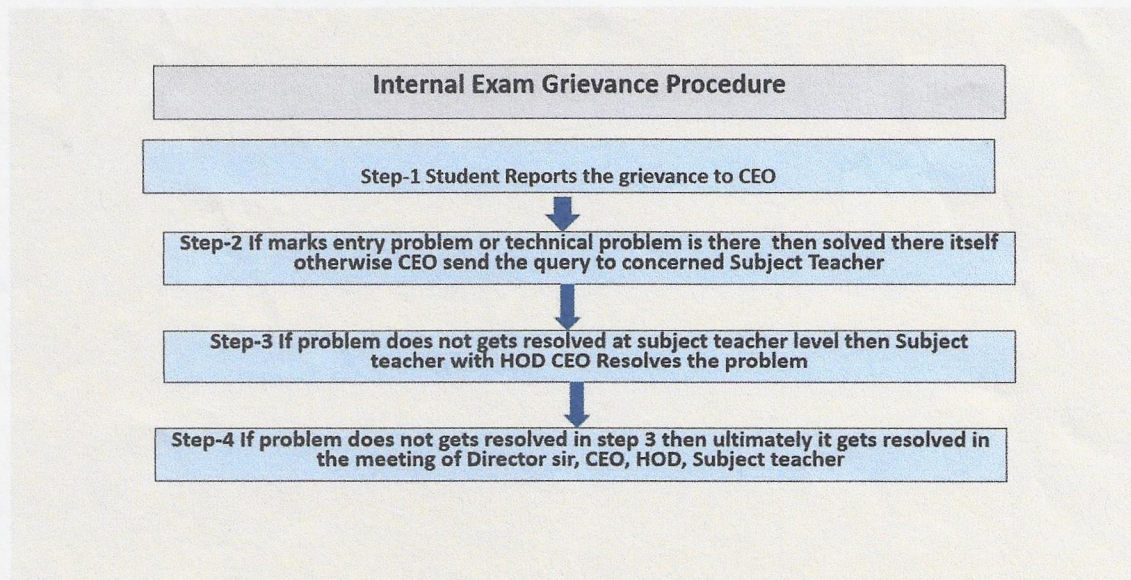 Internal Exam Grievance Procedure
Step-1 Student Reports the grievance to CEO
Step-2 If marks entry problem or technical problem is there then solved there itself
otherwise CEO send the query to concerned Subject Teacher
Step-3 If problem does not gets resolved at subject teacher level then Subject
teacher with HOD CEO Resolves the problem
Step-4 If problem does not gets resolved in step 3 then ultimately it gets resolved in
the meeting of Director sir, CEO, HOD, Subject teacher